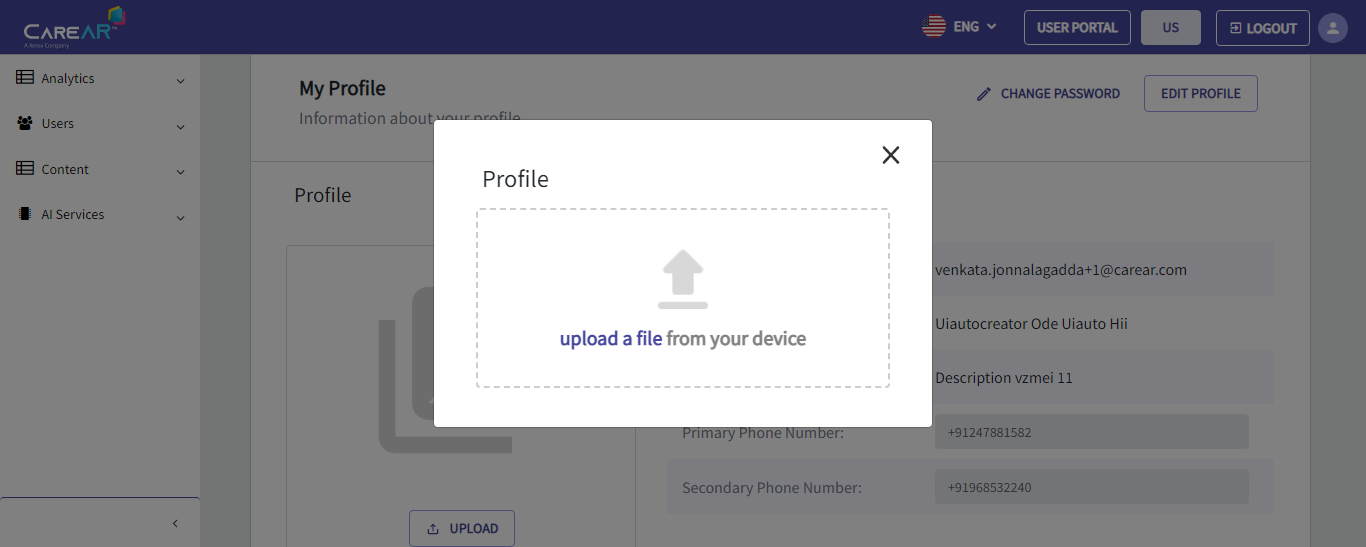 CAREAR™
A Xerox Company
ENG
USER PORTAL
US
LOGOUT
Analytics
Users
Content
AI Services
My Profile
Information about your profile
CHANGE PASSWORD
EDIT PROFILE
Profile
UPLOAD
Profile
upload a file from your device
venkata.jonnalagadda+1@carear.com
Uiautocreator Ode Uiauto Hii
Description vzmei 11
Primary Phone Number:
+91247881582
Secondary Phone Number:
+91968532240